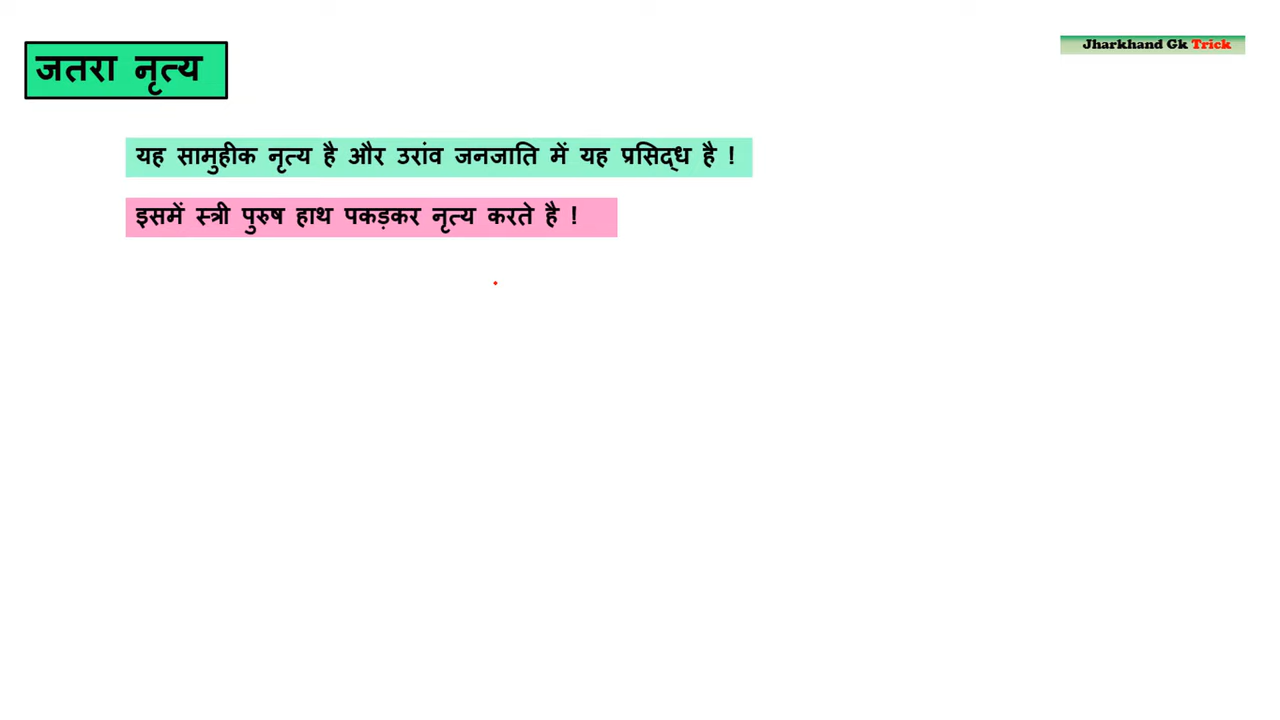 जतरा नृत्य
Jharkhand Gk Trick
यह सामुहीक नृत्य है और उरांव जनजाति में यह प्रसिद्ध है !
इसमें स्त्री पुरुष हाथ पकड़कर नृत्य करते है !